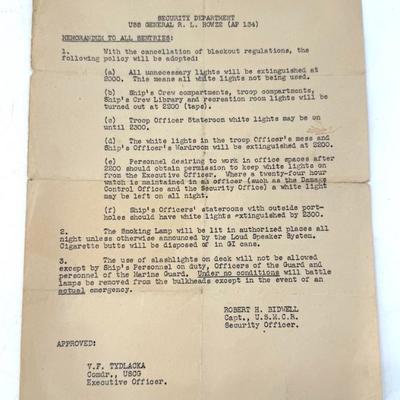 SECURITY DEPARTMENT
USS GENERAL R. L. HOWZE (AP 134)
MEMORANDUM TO ALL SENTRIES:
1. With the cancellation of blackout regulations, the
following policy will be adopted:
(a) All unnecessary lights will be extinguished at
2000. This means all white lights not being used.
(b) Ship's Crew compartments, troop compartments,
Ship's Crew Library and recreation room lights will be
turned out at 2200 (taps).
(c) Troop Officer Stateroom white lights may be on
until 2300.
(d) The white lights in the troop Officer's mess and
Ship's Officer's Wardroom will be extinguished at 2200.
(e) Personnel desiring to work in office spaces after
2200 should obtain permission to keep white lights on
from the Executive Officer. Where a twenty-four hour
watch is maintained in an officer (such as the Damage
Control Office and the Security Office) a white light
may be left on all night.
(f) Ship's Officers' staterooms with outside port-
holes should have white lights extinguished by 2300.
2. The Smoking Lamp will be lit in authorized places all
night unless otherwise announced by the Loud Speaker System.
Cigarette butts will be disposed of in GI cans.
3. The use of slashlights on deck will not be allowed
except by Ship's Personnel on duty, Officers of the Guard and
personnel of the Marine Guard. Under no conditions will battle
lamps be removed from the bulkheads except in the event of an
actual emergency.
ROBERT H. BIDWELL
Capt., U.S.M.C.R.
Security Officer.
APPROVED:
V.F. TYDLACKA
Comdr., USCG
Executive Officer.